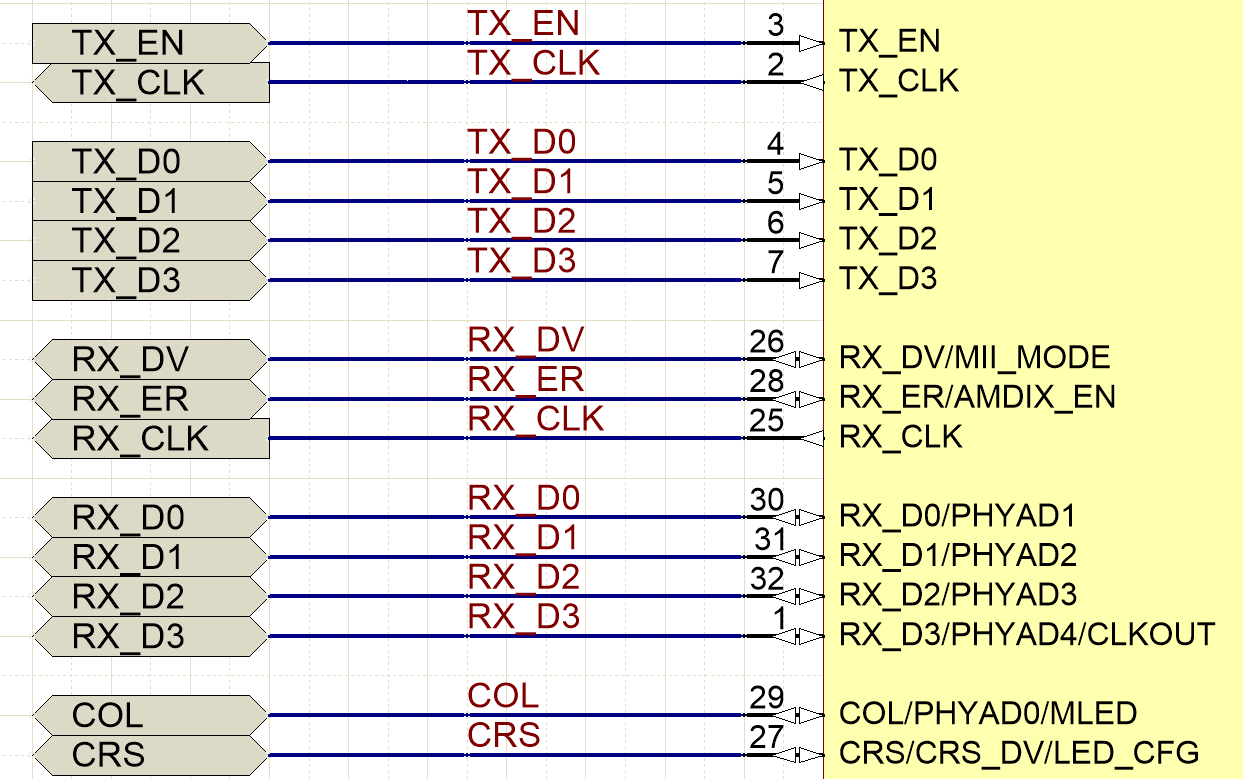 TX_EN TX_EN 3 TX_EN
TX_CLK TX_CLK 2 TX_CLK
TX_D0 TX_D0 4 TX_D0
TX_D1 TX_D1 5 TX_D1
TX_D2 TX_D2 6 TX_D2
TX_D3 TX_D3 7 TX_D3
RX_DV RX_DV 26 RX_DV/MII_MODE
RX_ER RX_ER 28 RX_ER/AMDIX_EN
RX_CLK RX_CLK 25 RX_CLK
RX_D0 RX_D0 30 RX_D0/PHYAD1
RX_D1 RX_D1 31 RX_D1/PHYAD2
RX_D2 RX_D2 32 RX_D2/PHYAD3
RX_D3 RX_D3 1 RX_D3/PHYAD4/CLKOUT
COL COL 29 COL/PHYAD0/MLED
CRS CRS 27 CRS/CRS_DV/LED_CFG